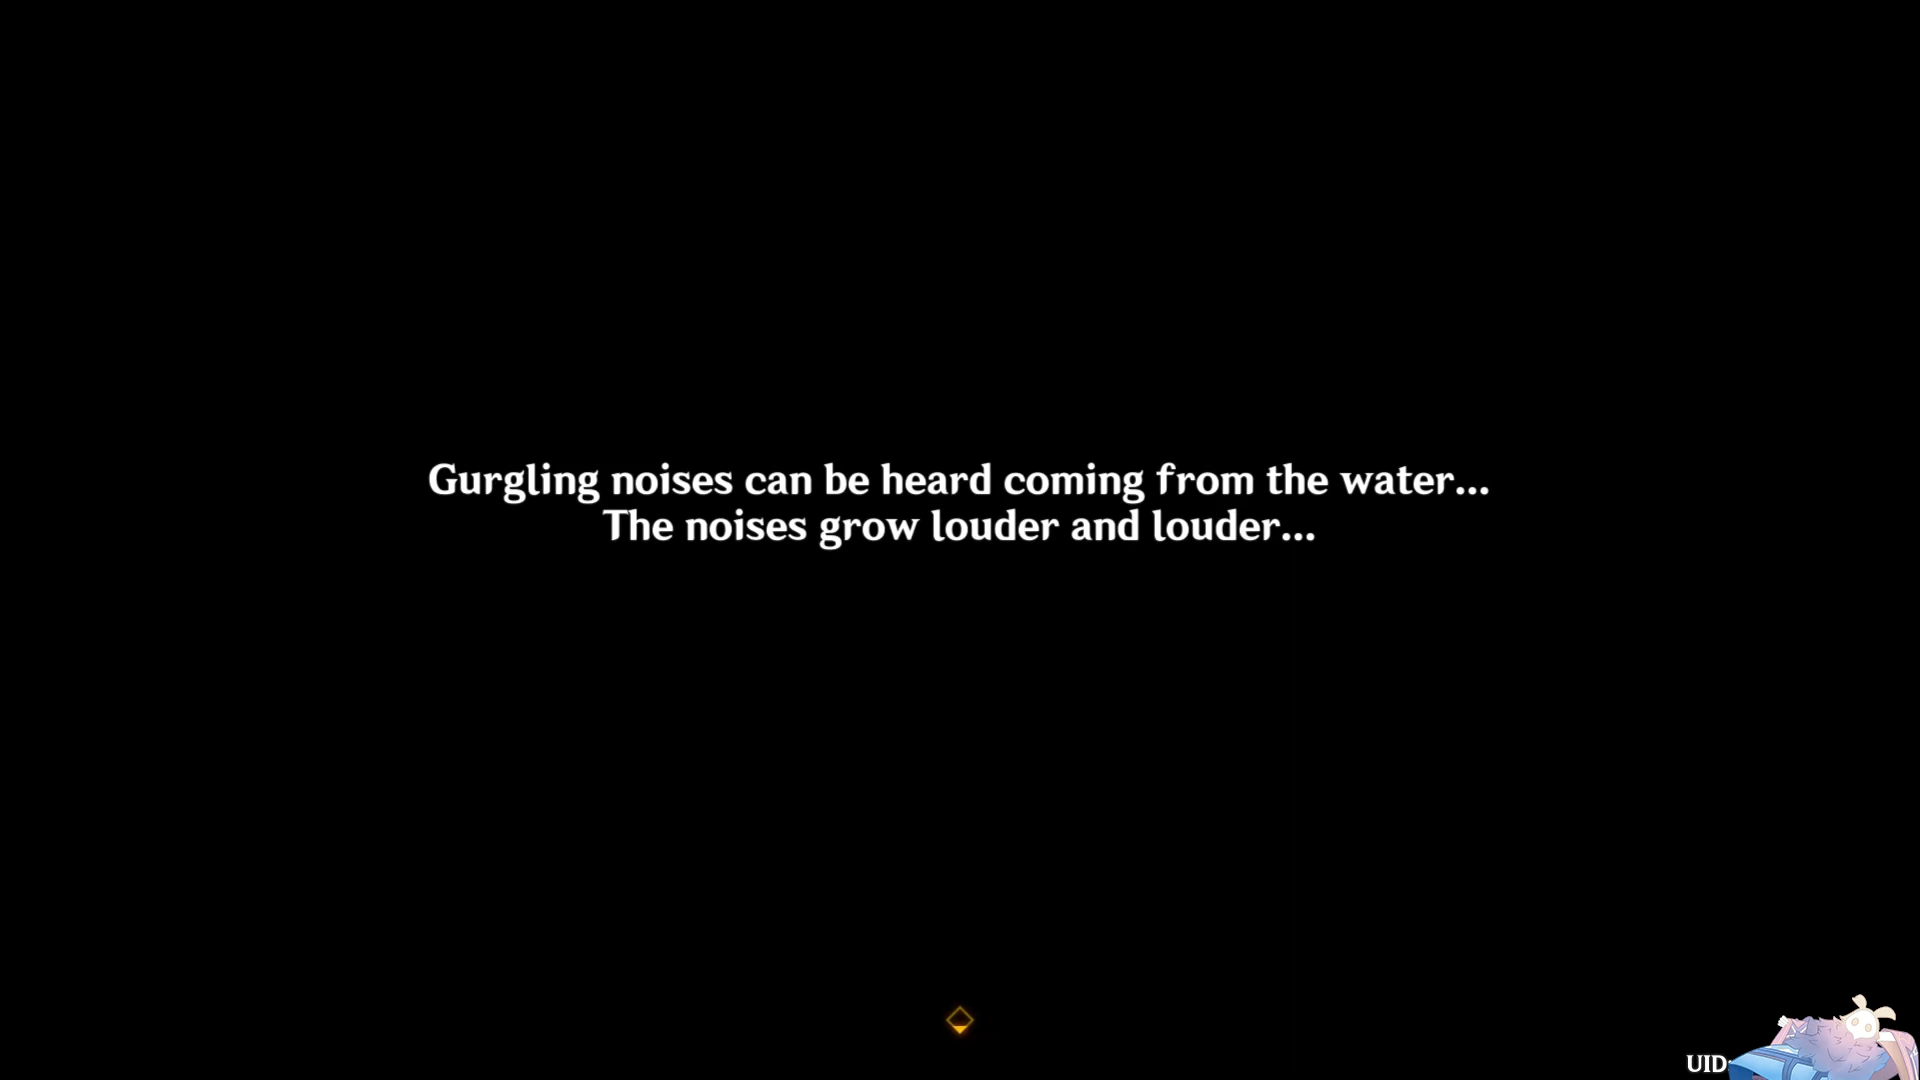 Gurgling noises can be heard coming from the water...
The noises grow louder and louder...
UID: